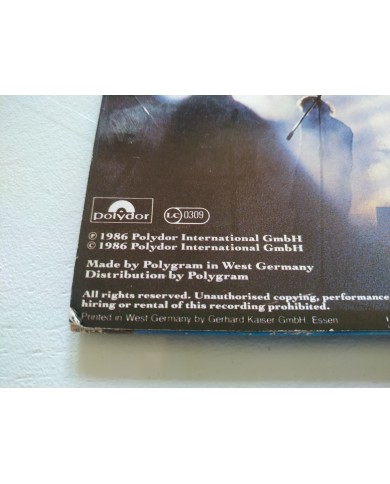 polydor LC 0309
℗ 1986 Polydor International GmbH
© 1986 Polydor International GmbH
Made by Polygram in West Germany
Distribution by Polygram
All rights reserved. Unauthorised copying, performance
hiring or rental of this recording prohibited.
Printed in West Germany by Gerhard Kaiser GmbH. Essen